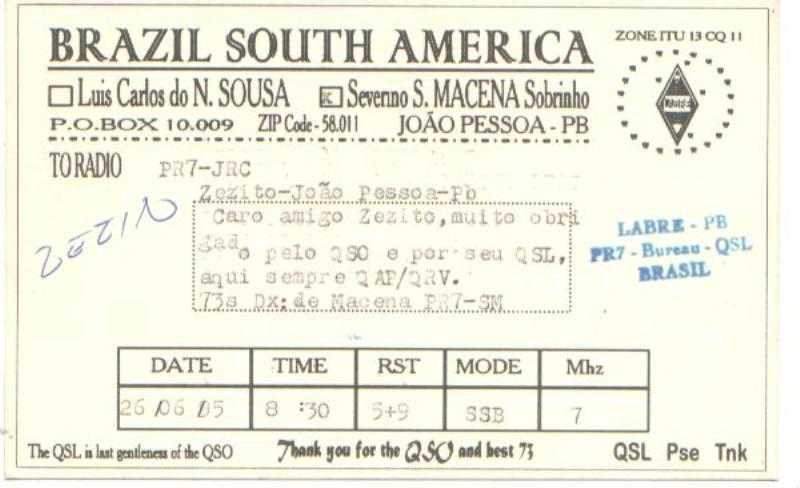 BRAZIL SOUTH AMERICA
ZONE ITU 13 CQ 11
Luis Carlos do N. SOUSA K Severino S. MACENA Sobrinho
P.O.BOX 10.009 ZIP Code - 58.011 JOÃO PESSOA - PB
LABRE
TO RADIO PR7-JRC
Zezito-João Pessoa-Pb
Caro amigo Zezito,muito obri
gado pelo QSO e por seu QSL,
aqui sempre QAP/QRV.
73s Dx:de Macena PR7-SM
ZEZIN
LABRE - PB
PR7 - Bureau - QSL
BRASIL
DATE TIME RST MODE Mhz
26 06 05 8 :30 5+9 SSB 7
The QSL is last gentleness of the QSO Thank you for the QSO and best 73 QSL Pse Tnk